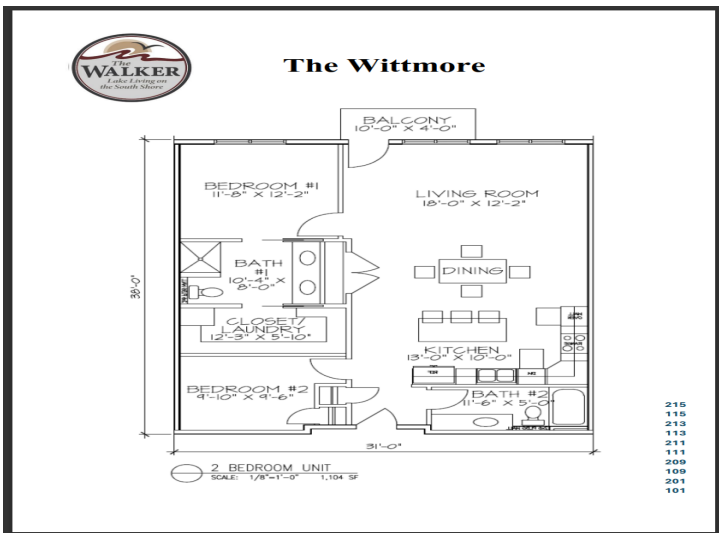 The
WALKER
Lake Living on
the South Shore
The Wittmore
BALCONY
10'-0" X 4'-0"
BEDROOM #1
11'-8" X 12'-2"
LIVING ROOM
18'-0" X 12'-2"
BATH
#1
10'-4" X
8'-0"
DINING
38'-0"
CLOSET/
LAUNDRY
12'-3" X 5'-10"
KITCHEN
13'-0" X 10'-0"
BEDROOM #2
9'-10" X 9'-6"
BATH #2
11'-6" X 5'-0"
31'-0"
2 BEDROOM UNIT
SCALE: 1/8"=1'-0" 1,104 SF
215
115
213
113
211
111
209
109
201
101